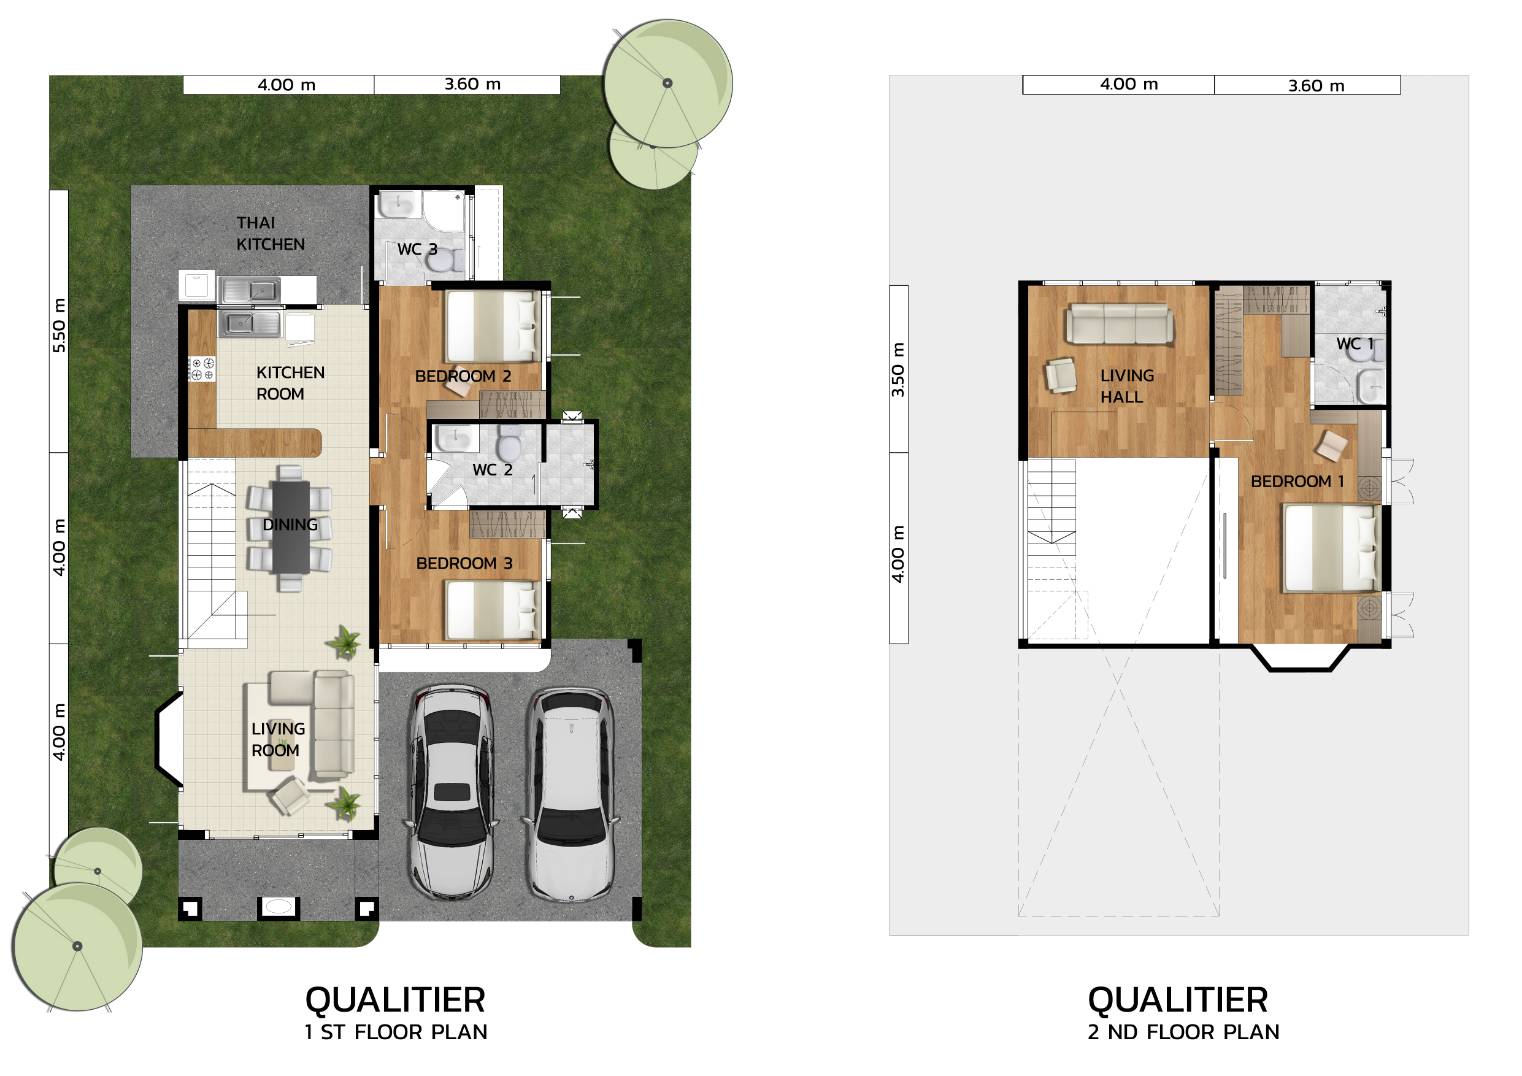 4.00 m
3.60 m
5.50 m
4.00 m
4.00 m
THAI
KITCHEN
WC 3
KITCHEN
ROOM
BEDROOM 2
WC 2
DINING
BEDROOM 3
LIVING
ROOM
QUALITIER
1 ST FLOOR PLAN
4.00 m
3.60 m
3.50 m
4.00 m
WC 1
LIVING
HALL
BEDROOM 1
QUALITIER
2 ND FLOOR PLAN